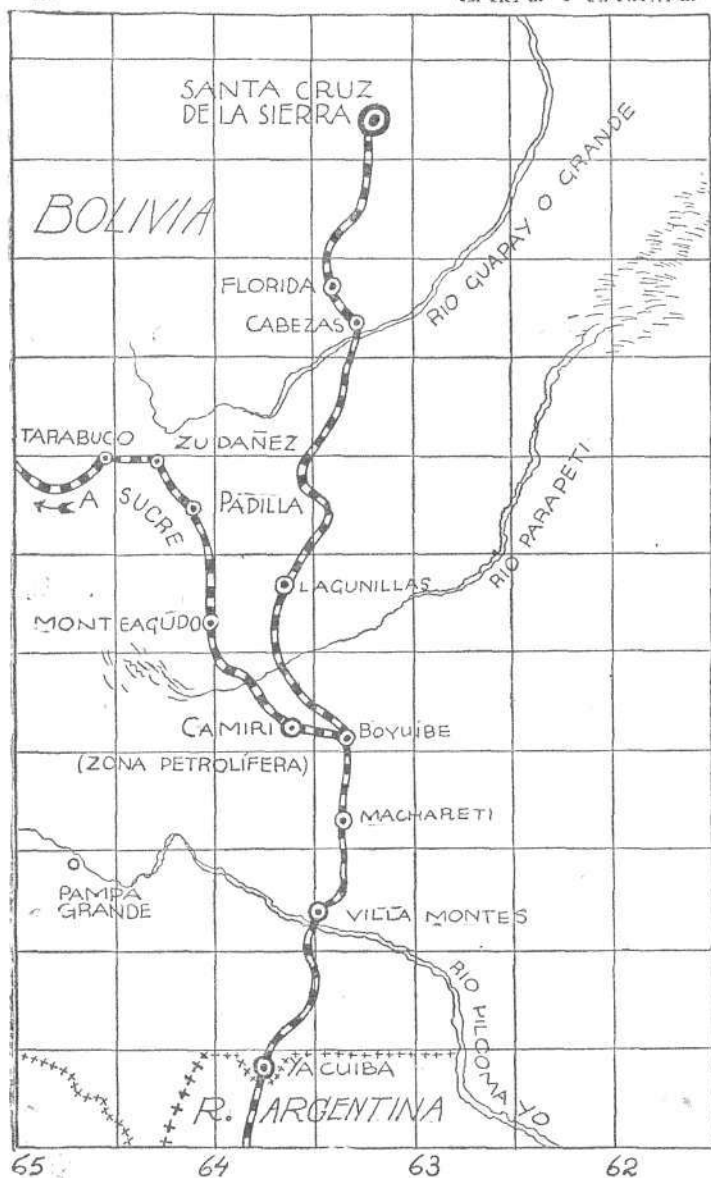 SANTA CRUZ
DE LA SIERRA
BOLIVIA
RIO GUAPAY O GRANDE
FLORIDA
CABEZAS
TARABUCO
ZUDAÑEZ
A SUCRE
PADILLA
RIO PARAPETI
LAGUNILLAS
MONTEAGÚDO
CAMIRI
BOYUIBE
(ZONA PETROLÍFERA)
MACHARETI
PAMPA
GRANDE
VILLA MONTES
RIO PILCOMAYO
YACUIBA
R. ARGENTINA
65 64 63 62